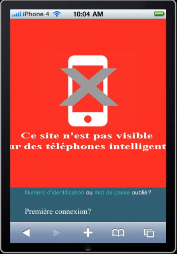 iPhone 4 10:04 AM
Ce site n'est pas visible
ur des téléphones intelligent
Numéro d'identification ou mot de passe oublié?
Première connexion?